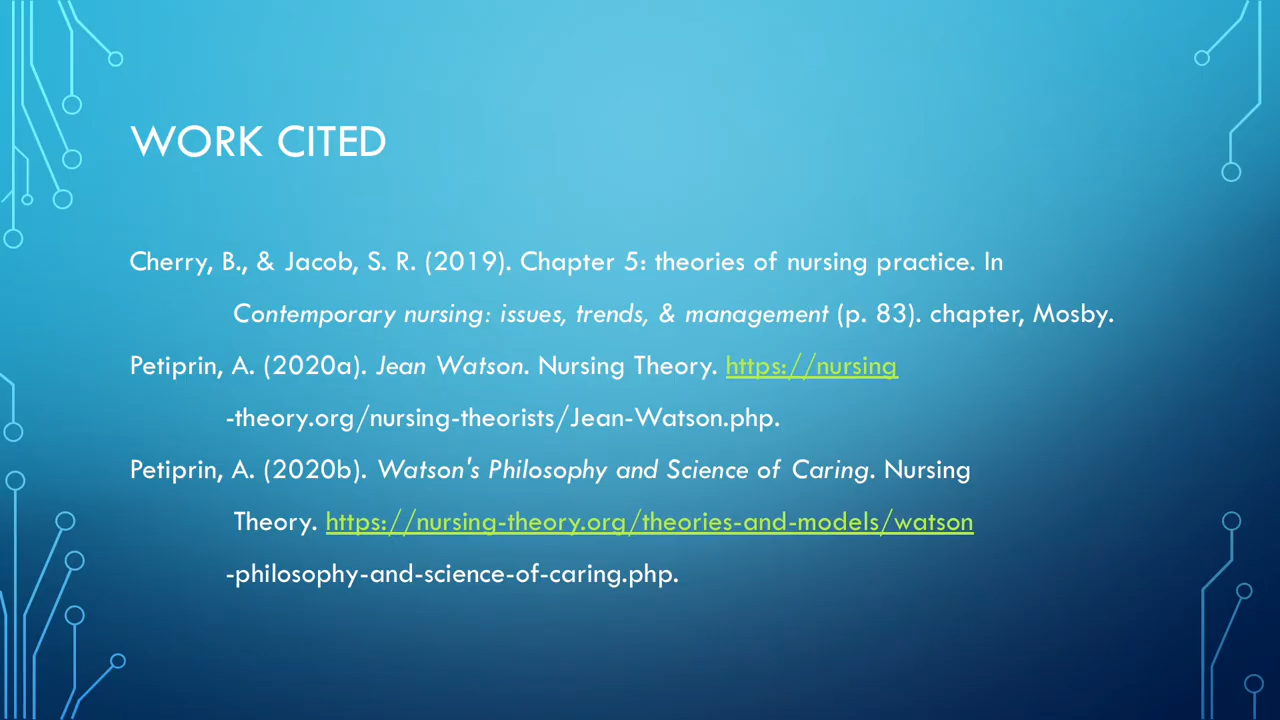 WORK CITED
Cherry, B., & Jacob, S. R. (2019). Chapter 5: theories of nursing practice. In
Contemporary nursing: issues, trends, & management (p. 83). chapter, Mosby.
Petiprin, A. (2020a). Jean Watson. Nursing Theory. https://nursing
-theory.org/nursing-theorists/Jean-Watson.php.
Petiprin, A. (2020b). Watson's Philosophy and Science of Caring. Nursing
Theory. https://nursing-theory.org/theories-and-models/watson
-philosophy-and-science-of-caring.php.